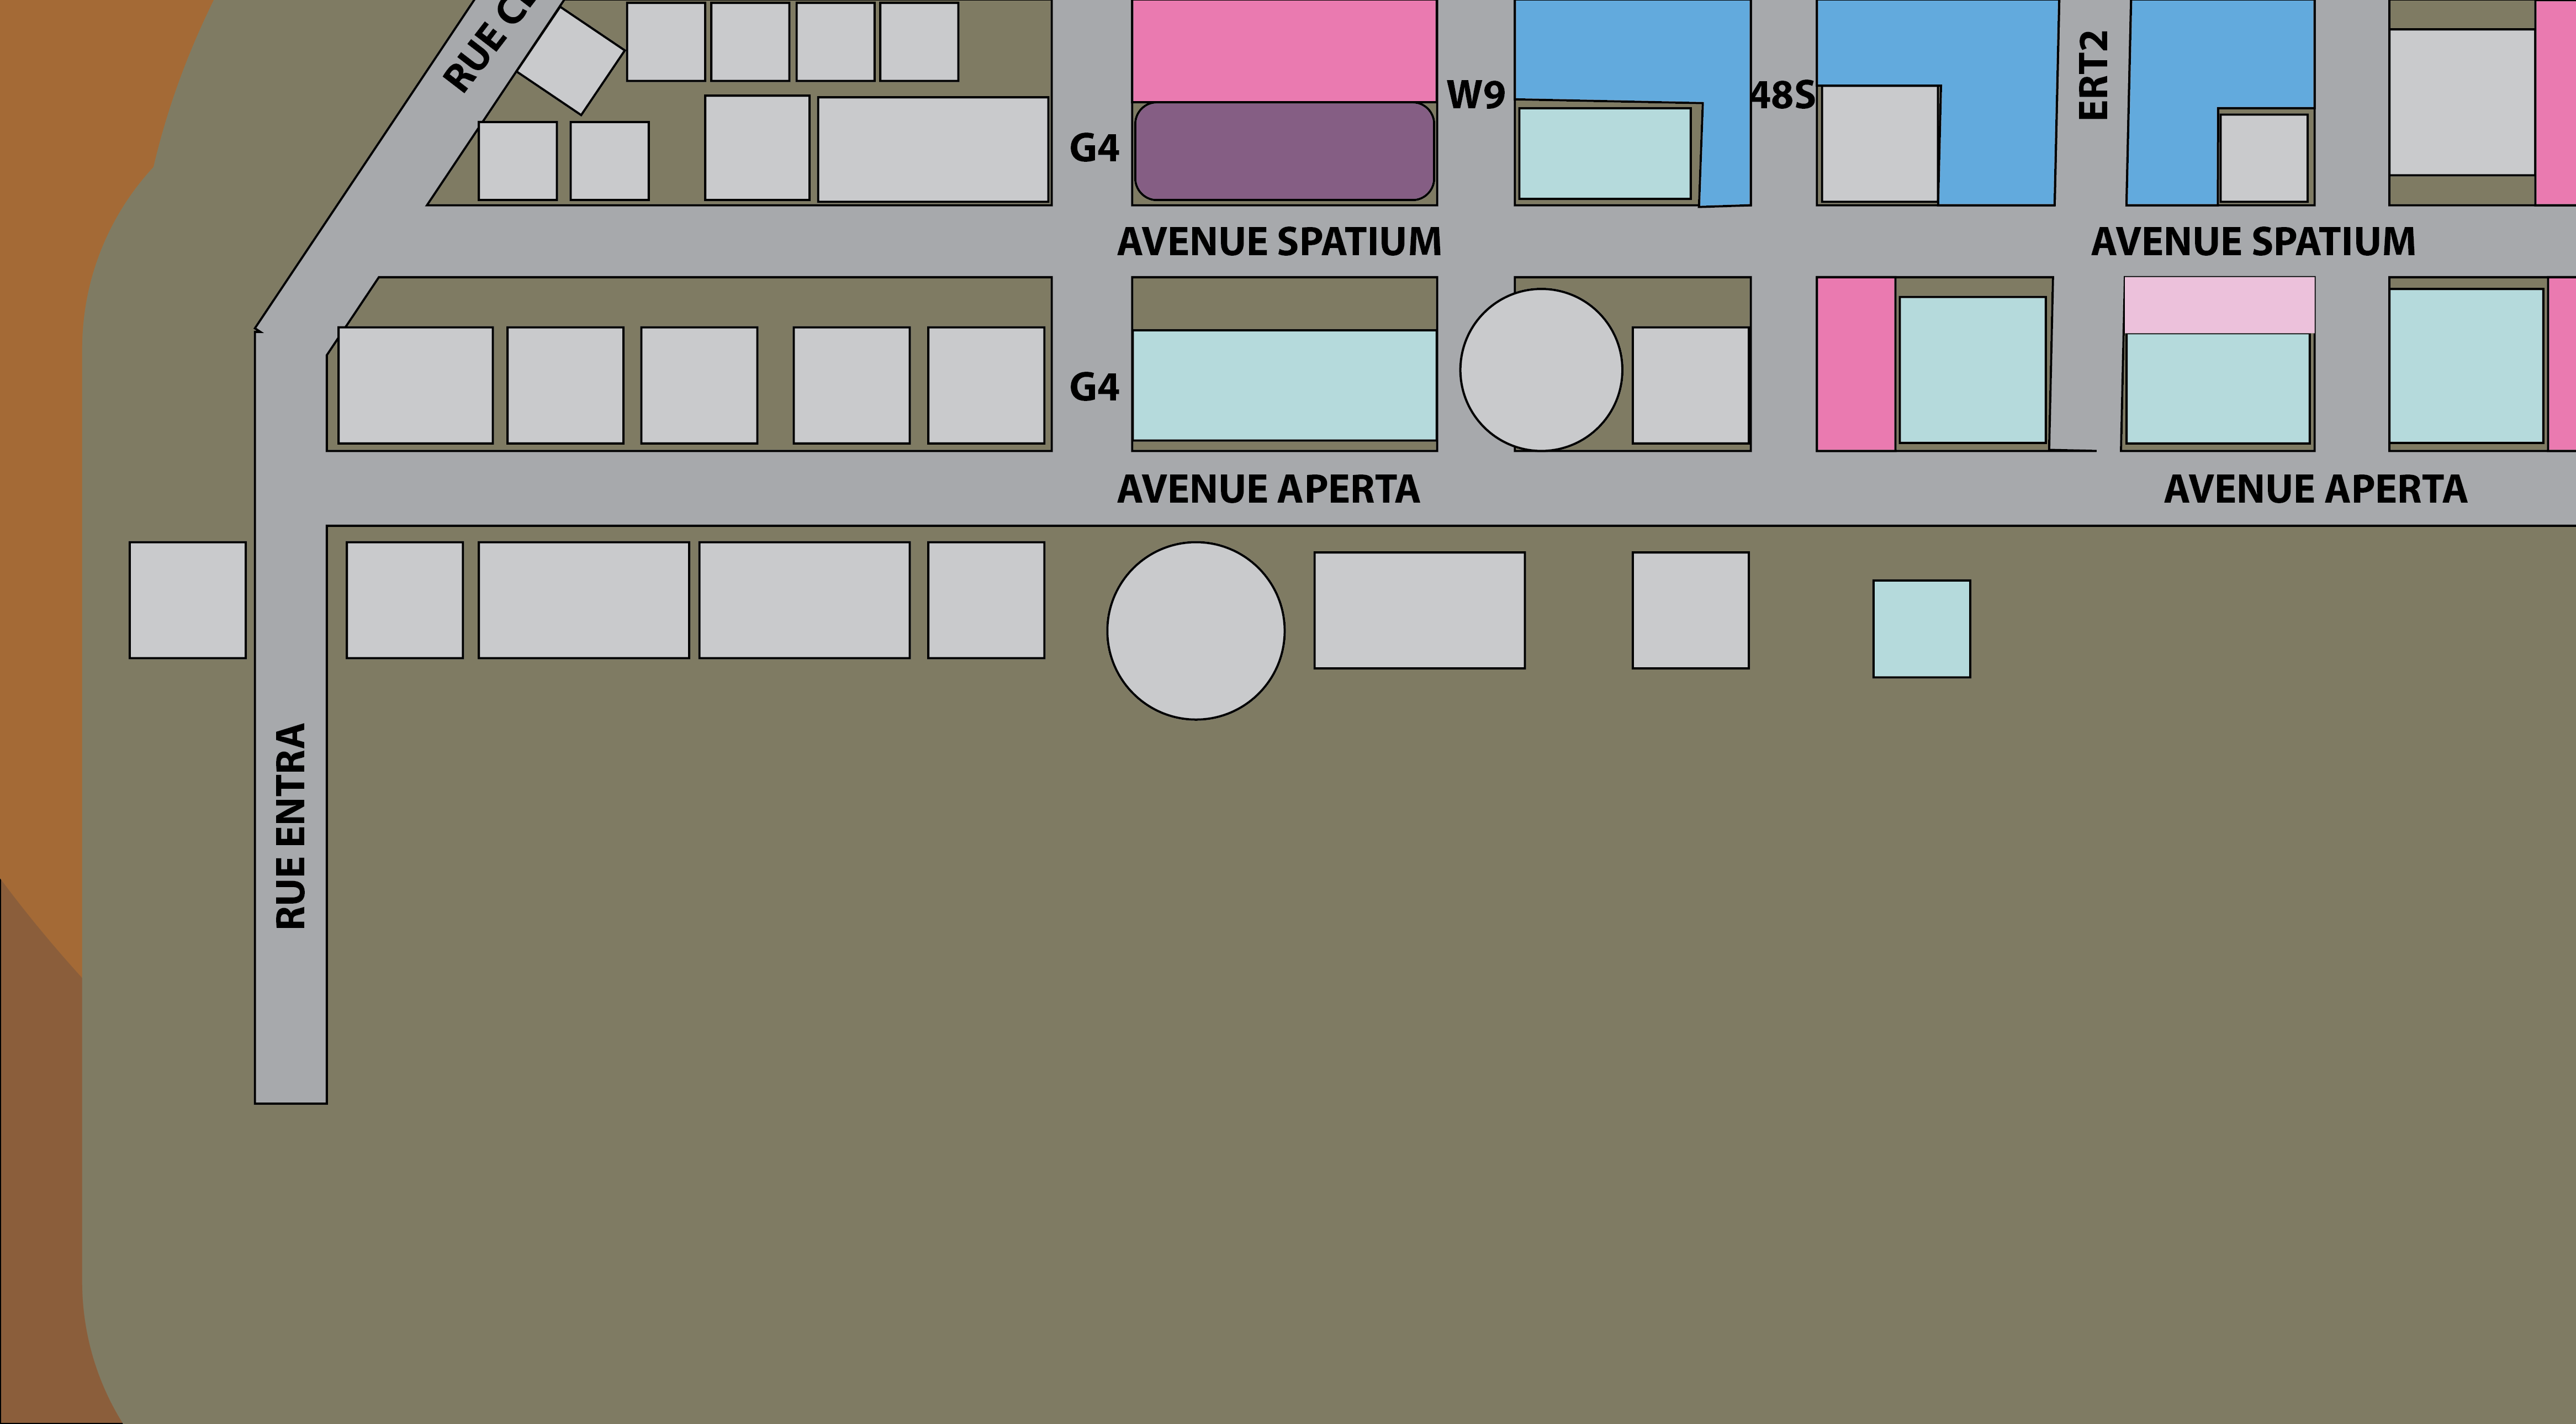 RUE
ERT2
W9
48S
G4
AVENUE SPATIUM
AVENUE SPATIUM
G4
AVENUE APERTA
AVENUE APERTA
RUE ENTRA